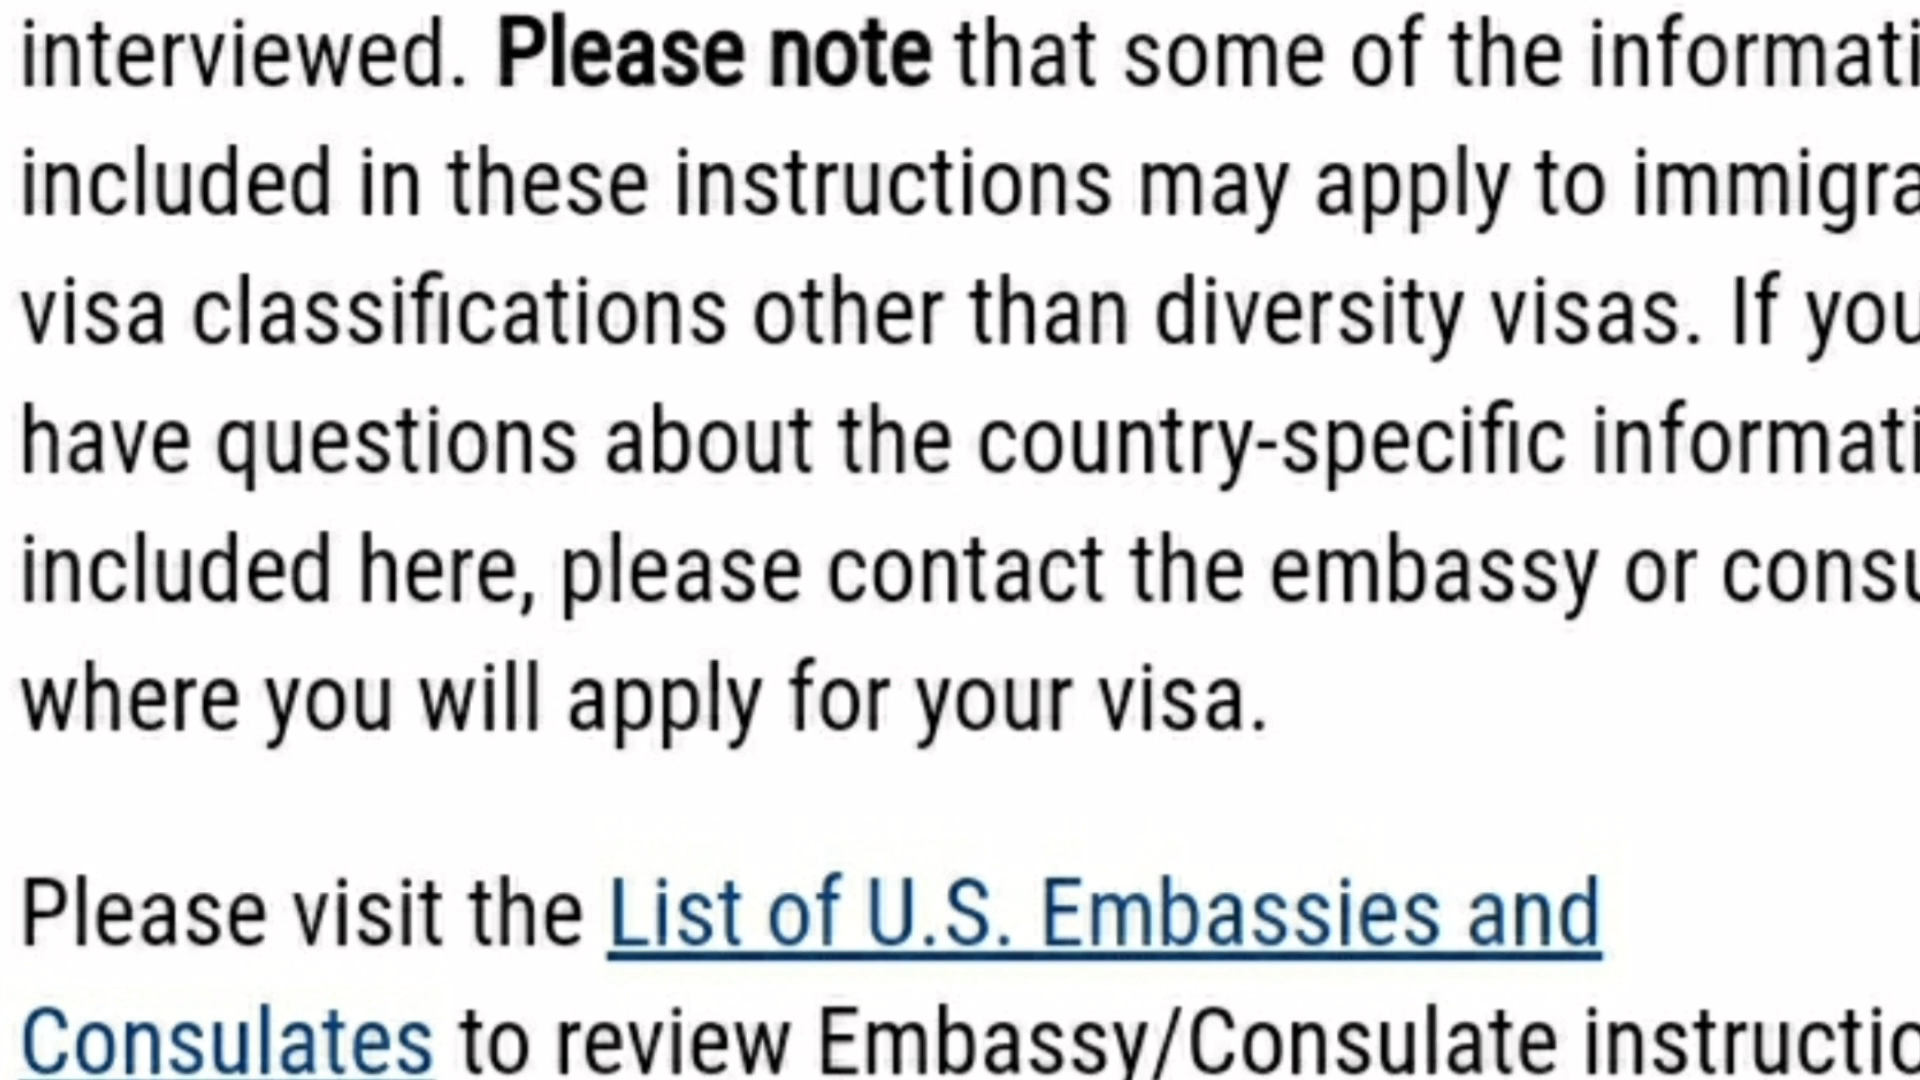 interviewed. Please note that some of the informati
included in these instructions may apply to immigra
visa classifications other than diversity visas. If you
have questions about the country-specific informati
included here, please contact the embassy or consu
where you will apply for your visa.
Please visit the List of U.S. Embassies and
Consulates to review Embassy/Consulate instructio